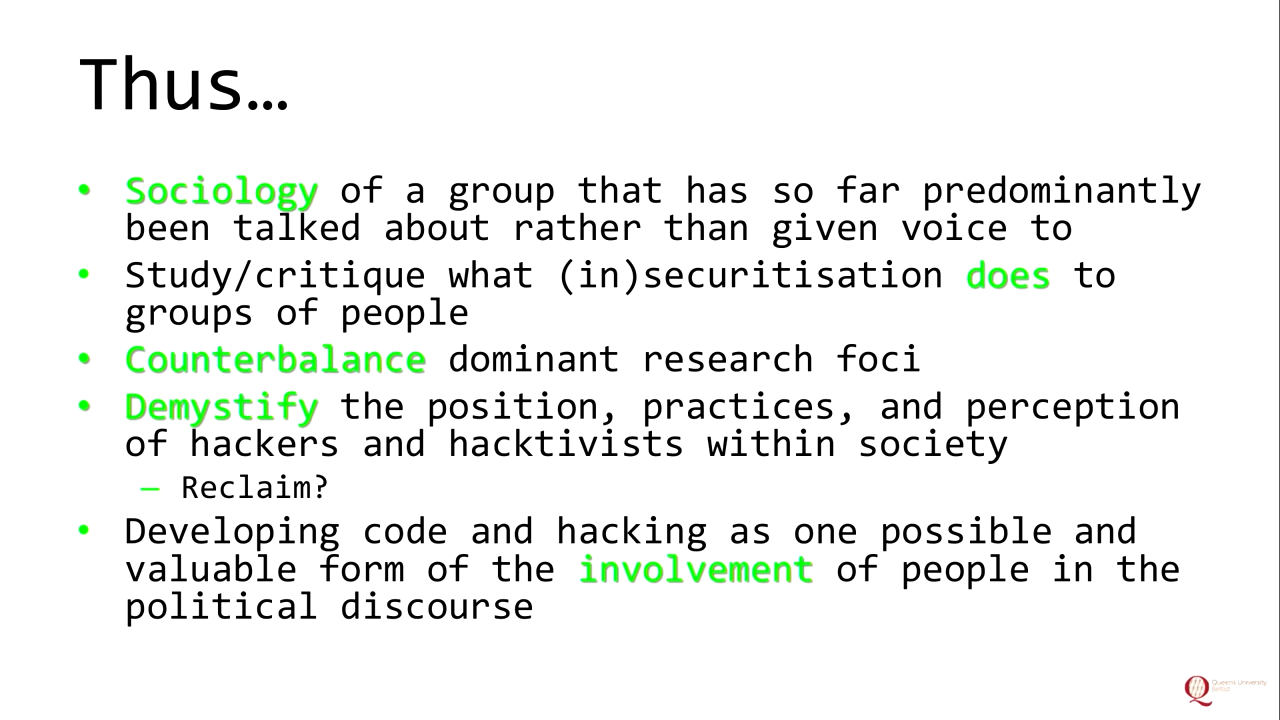 Thus…
• Sociology of a group that has so far predominantly
been talked about rather than given voice to
• Study/critique what (in)securitisation does to
groups of people
• Counterbalance dominant research foci
• Demystify the position, practices, and perception
of hackers and hacktivists within society
– Reclaim?
• Developing code and hacking as one possible and
valuable form of the involvement of people in the
political discourse
Queen's University
Belfast